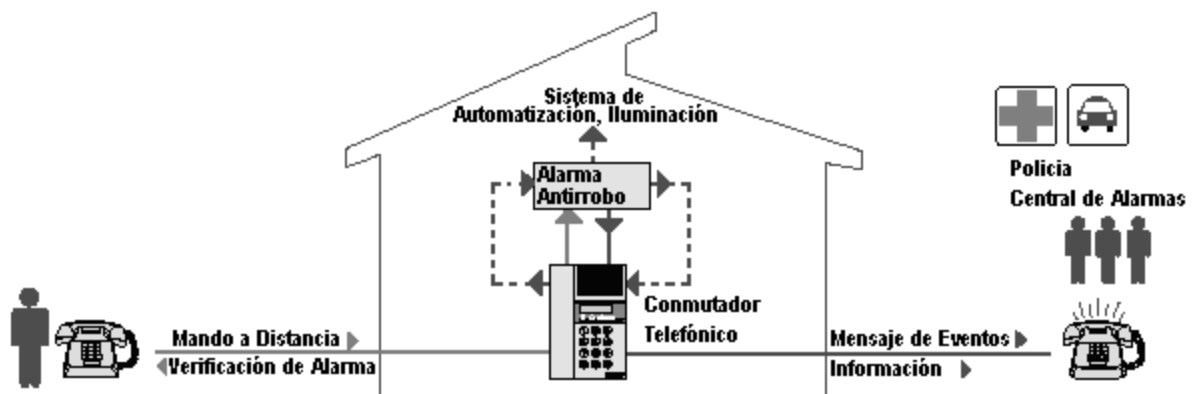 Sistema de
Automatización, Iluminación
Alarma
Antirrobo
Policia
Central de Alarmas
Conmutador
Telefónico
Mando a Distancia
Verificación de Alarma
Mensaje de Eventos
Información